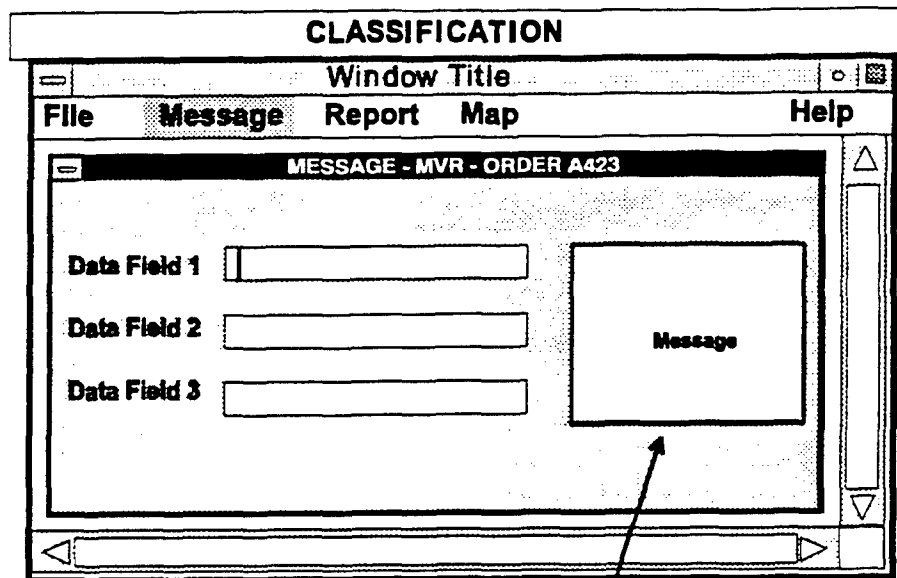 CLASSIFICATION
Window Title
File Message Report Map Help
MESSAGE - MVR - ORDER A423
Data Field 1
Data Field 2
Message
Data Field 3